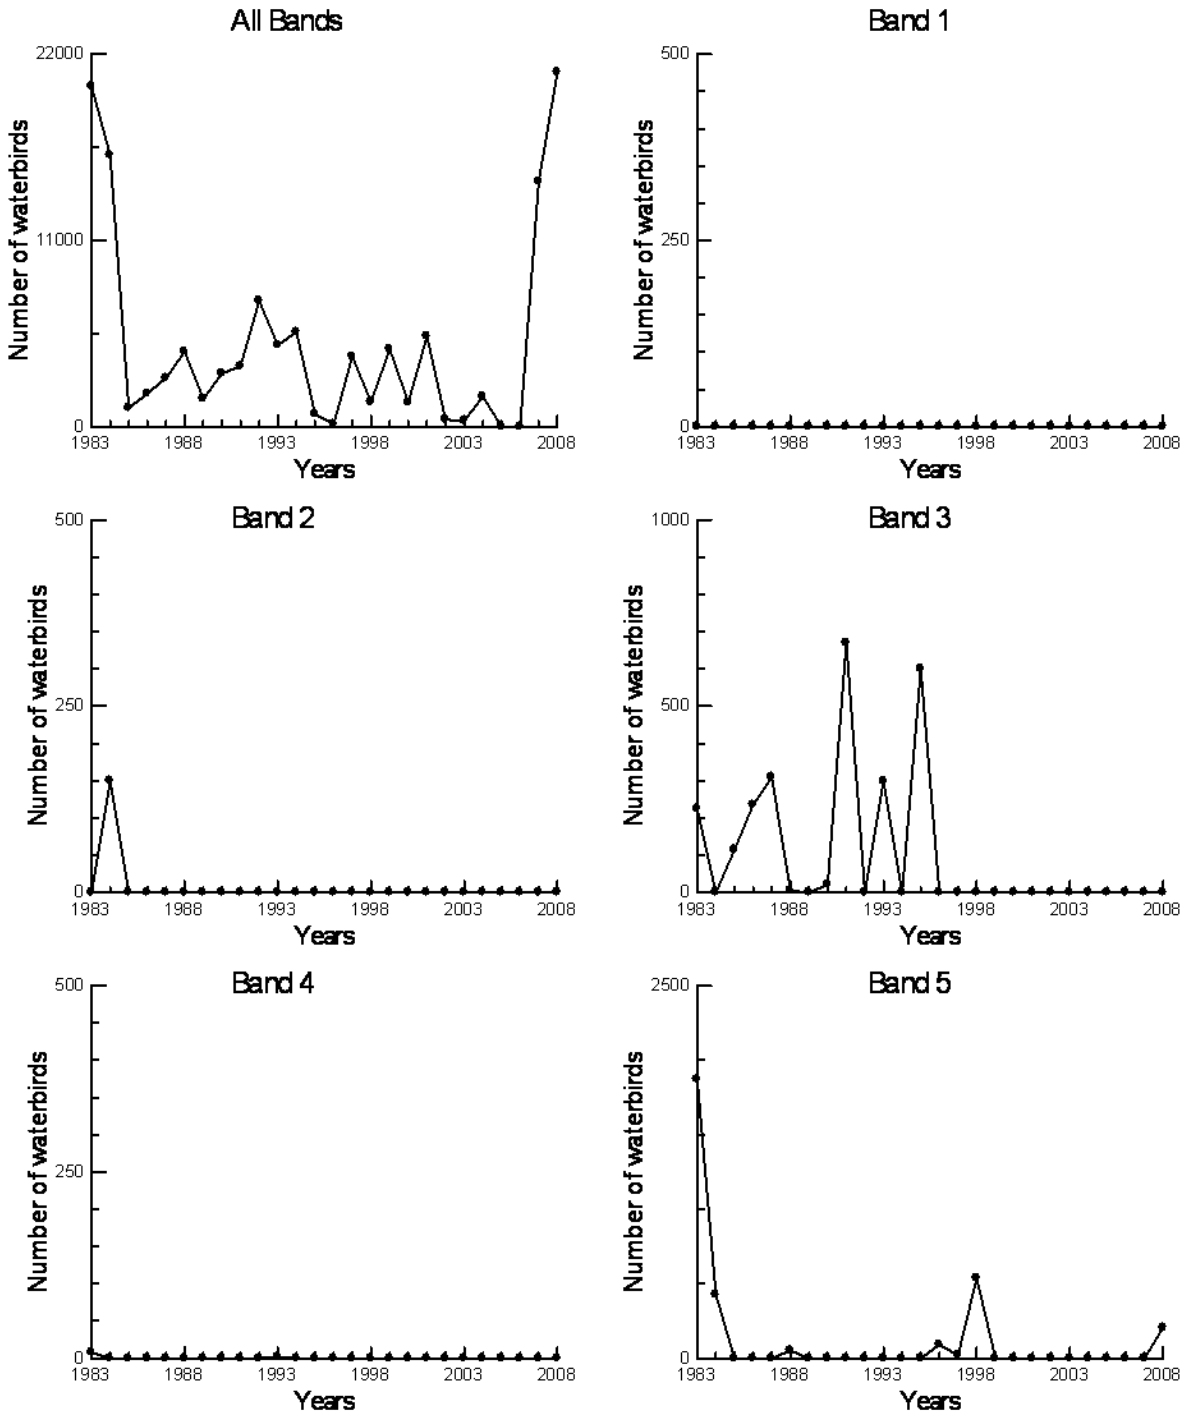 All Bands
22000
11000
0
Number of waterbirds
1983 1988 1993 1998 2003 2008
Years
Band 1
500
250
0
Number of waterbirds
1983 1988 1993 1998 2003 2008
Years
Band 2
500
250
0
Number of waterbirds
1983 1988 1993 1998 2003 2008
Years
Band 3
1000
500
0
Number of waterbirds
1983 1988 1993 1998 2003 2008
Years
Band 4
500
250
0
Number of waterbirds
1983 1988 1993 1998 2003 2008
Years
Band 5
2500
0
Number of waterbirds
1983 1988 1993 1998 2003 2008
Years